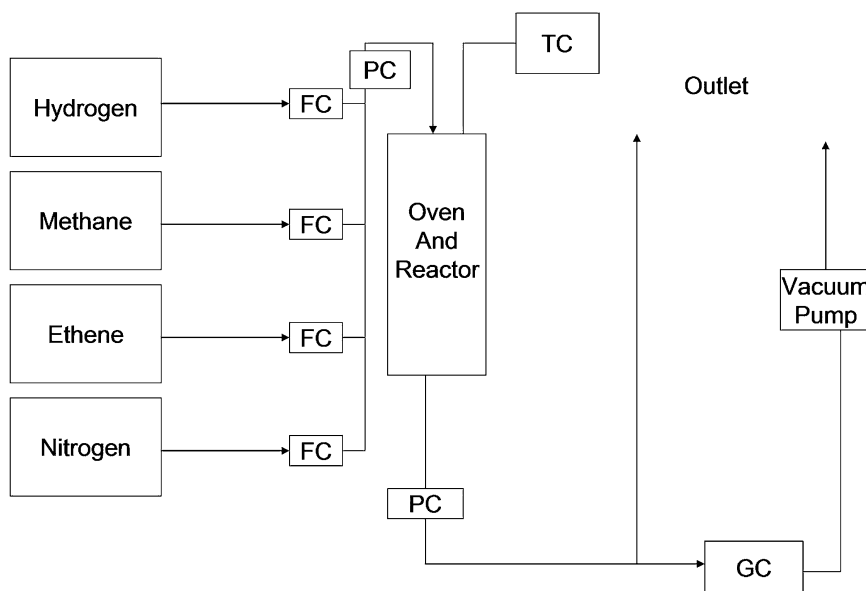 TC
PC
Outlet
Hydrogen
FC
Methane
FC
Oven
And
Reactor
Vacuum
Pump
Ethene
FC
Nitrogen
FC
PC
GC